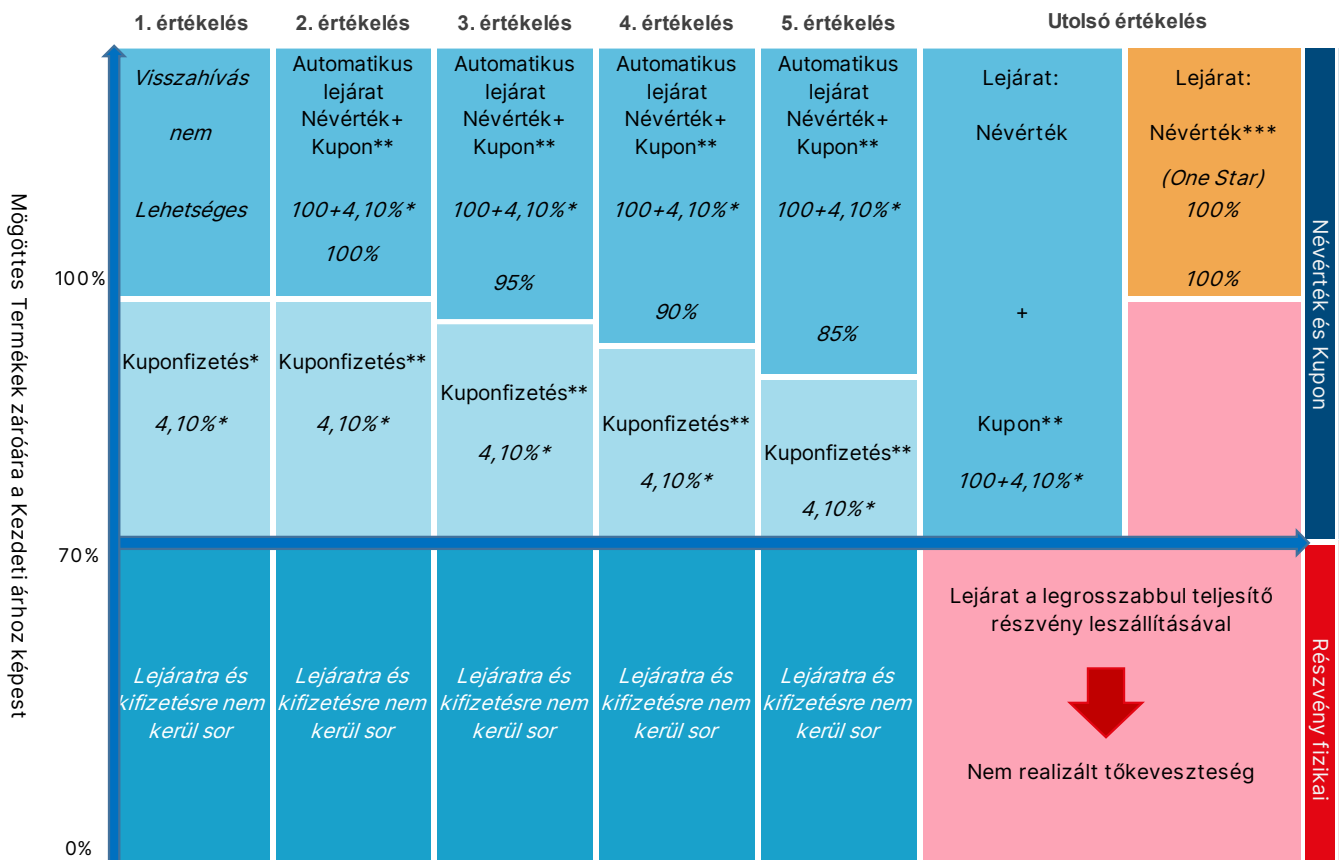 1. értékelés
2. értékelés
3. értékelés
4. értékelés
5. értékelés
Utolsó értékelés
Mögöttes Termékek záróára a Kezdeti árhoz képest
100%
70%
0%
Visszahívás
nem
Lehetséges
Kuponfizetés*
4,10%*
Lejáratra és
kifizetésre nem
kerül sor
Automatikus
lejárat
Névérték+
Kupon**
100+4,10%*
100%
Kuponfizetés**
4,10%*
Lejáratra és
kifizetésre nem
kerül sor
Automatikus
lejárat
Névérték+
Kupon**
100+4,10%*
95%
Kuponfizetés**
4,10%*
Lejáratra és
kifizetésre nem
kerül sor
Automatikus
lejárat
Névérték+
Kupon**
100+4,10%*
90%
Kuponfizetés**
4,10%*
Lejáratra és
kifizetésre nem
kerül sor
Automatikus
lejárat
Névérték+
Kupon**
100+4,10%*
85%
Kuponfizetés**
4,10%*
Lejáratra és
kifizetésre nem
kerül sor
Lejárat:
Névérték
+
Kupon**
100+4,10%*
Lejárat:
Névérték***
(One Star)
100%
100%
Lejárat a legrosszabbul teljesítő
részvény leszállításával
Nem realizált tőkeveszteség
Névérték és Kupon
Részvény fizikai